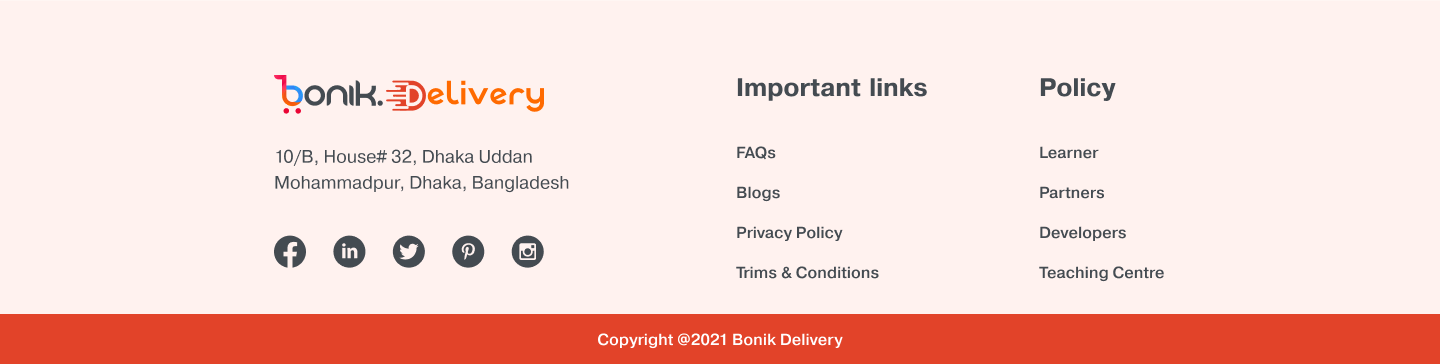 bonik. Delivery
10/B, House# 32, Dhaka Uddan
Mohammadpur, Dhaka, Bangladesh
Important links
FAQs
Blogs
Privacy Policy
Trims & Conditions
Policy
Learner
Partners
Developers
Teaching Centre
Copyright @2021 Bonik Delivery